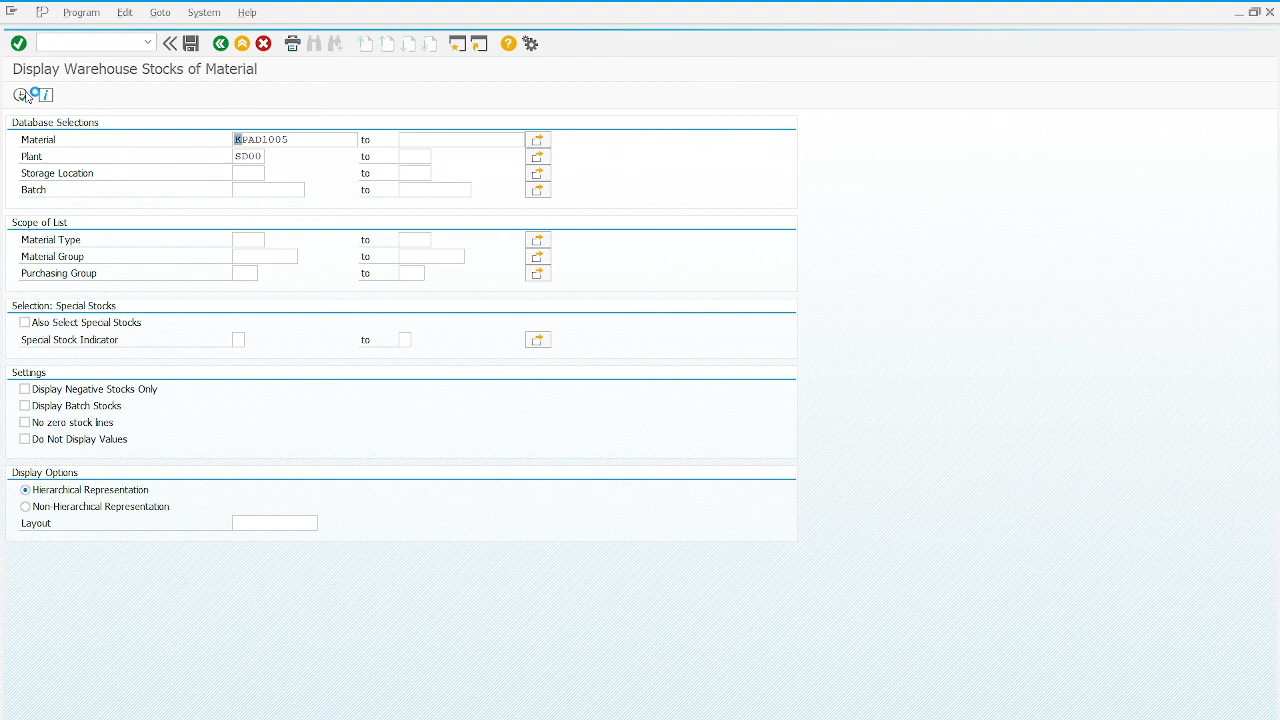 Program Edit Goto System Help
Display Warehouse Stocks of Material
Database Selections
Material KPAD1005 to
Plant SD00 to
Storage Location to
Batch to
Scope of List
Material Type to
Material Group to
Purchasing Group to
Selection: Special Stocks
Also Select Special Stocks
Special Stock Indicator to
Settings
Display Negative Stocks Only
Display Batch Stocks
No zero stock lines
Do Not Display Values
Display Options
Hierarchical Representation
Non-Hierarchical Representation
Layout